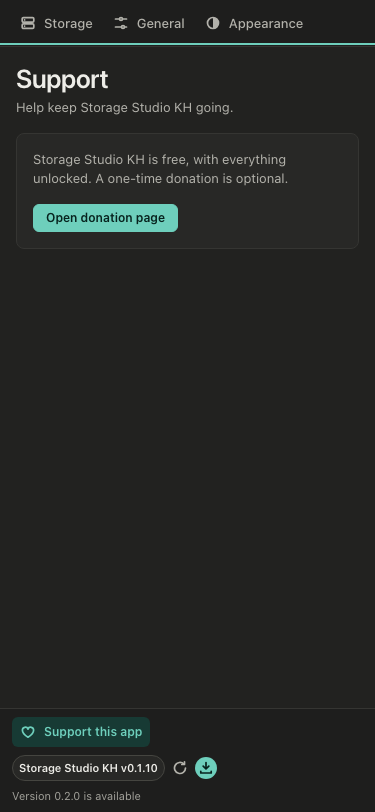 Storage General Appearance
Support
Help keep Storage Studio KH going.
Storage Studio KH is free, with everything
unlocked. A one-time donation is optional.
Open donation page
Support this app
Storage Studio KH v0.1.10
Version 0.2.0 is available